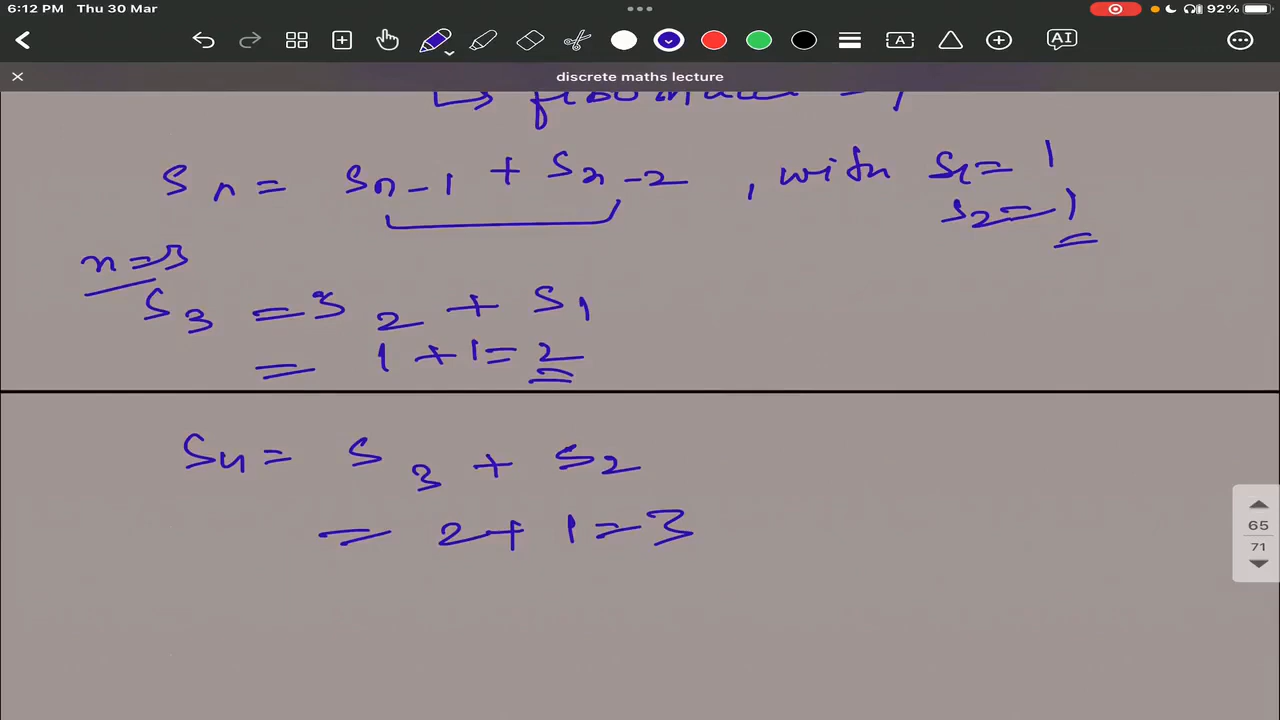 6:12 PM Thu 30 Mar
92%
A
AI
discrete maths lecture
Sn = Sn-1 + Sn-2 , with S1 = 1
S2 = 1
n = 3
S3 = S2 + S1
= 1 + 1 = 2
S4 = S3 + S2
= 2 + 1 = 3
65
71